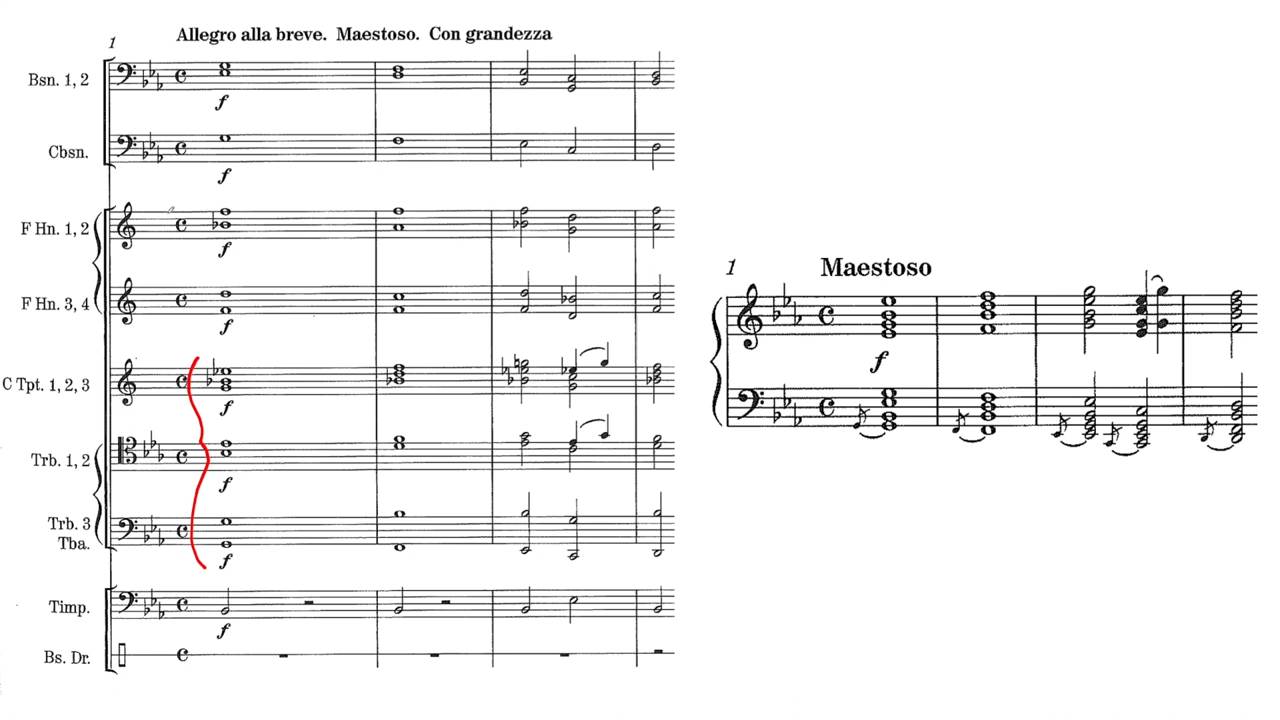 1
Allegro alla breve. Maestoso. Con grandezza
Bsn. 1, 2
f
Cbsn.
f
F Hn. 1, 2
f
F Hn. 3, 4
f
C Tpt. 1, 2, 3
f
Trb. 1, 2
f
Trb. 3
Tba.
f
Timp.
f
Bs. Dr.
1
Maestoso
f